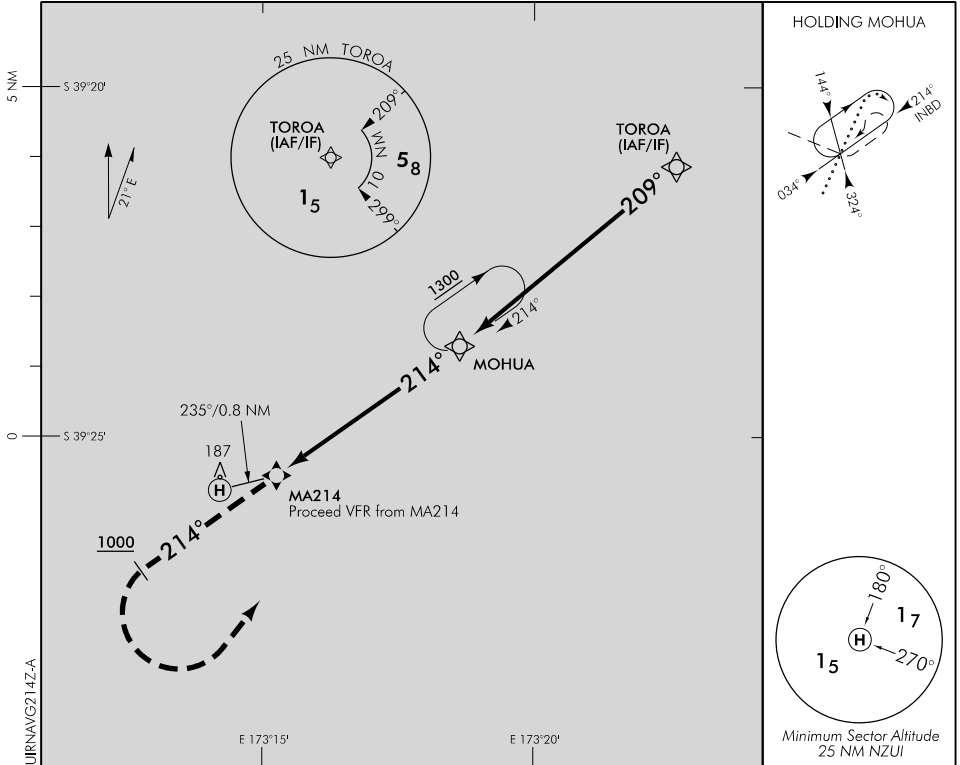 5 NM
0
S 39°20'
S 39°25'
21° E
25 NM TOROA
TOROA
(IAF/IF)
209°
10 NM
299°
1₅
5₈
TOROA
(IAF/IF)
209°
1300
214°
MOHUA
214°
235°/0.8 NM
187
H
MA214
Proceed VFR from MA214
1000
214°
E 173°15'
E 173°20'
UIRNAVG214Z-A
HOLDING MOHUA
144°
214°
INBD
034°
324°
180°
1₇
H
1₅
270°
Minimum Sector Altitude
25 NM NZUI